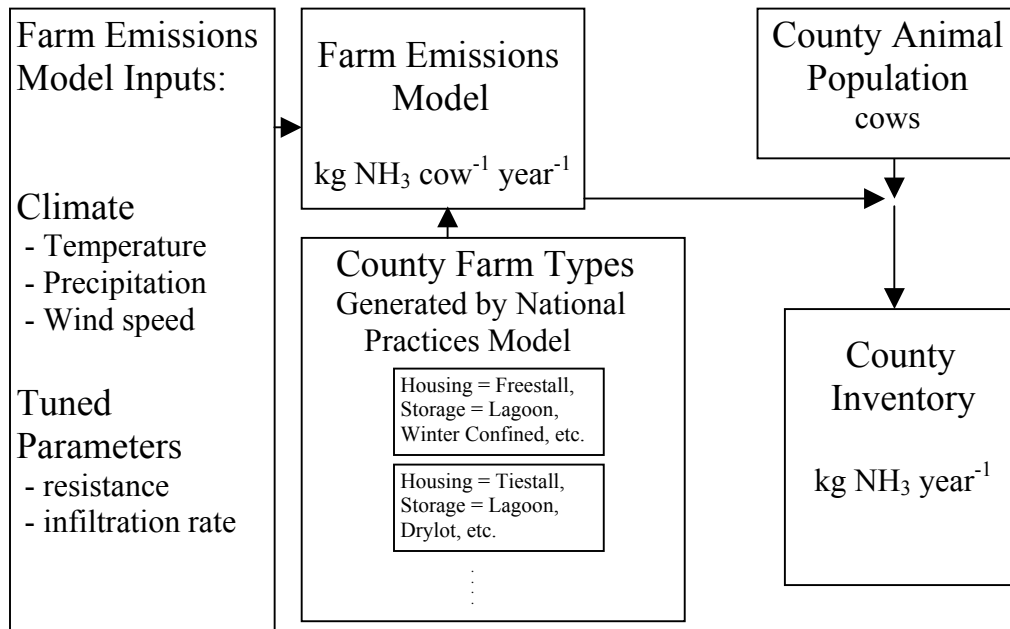 Farm Emissions
Model Inputs:
Climate
- Temperature
- Precipitation
- Wind speed
Tuned
Parameters
- resistance
- infiltration rate
Farm Emissions
Model
kg NH₃ cow⁻¹ year⁻¹
County Farm Types
Generated by National
Practices Model
Housing = Freestall,
Storage = Lagoon,
Winter Confined, etc.
Housing = Tiestall,
Storage = Lagoon,
Drylot, etc.
County Animal
Population
cows
County
Inventory
kg NH₃ year⁻¹